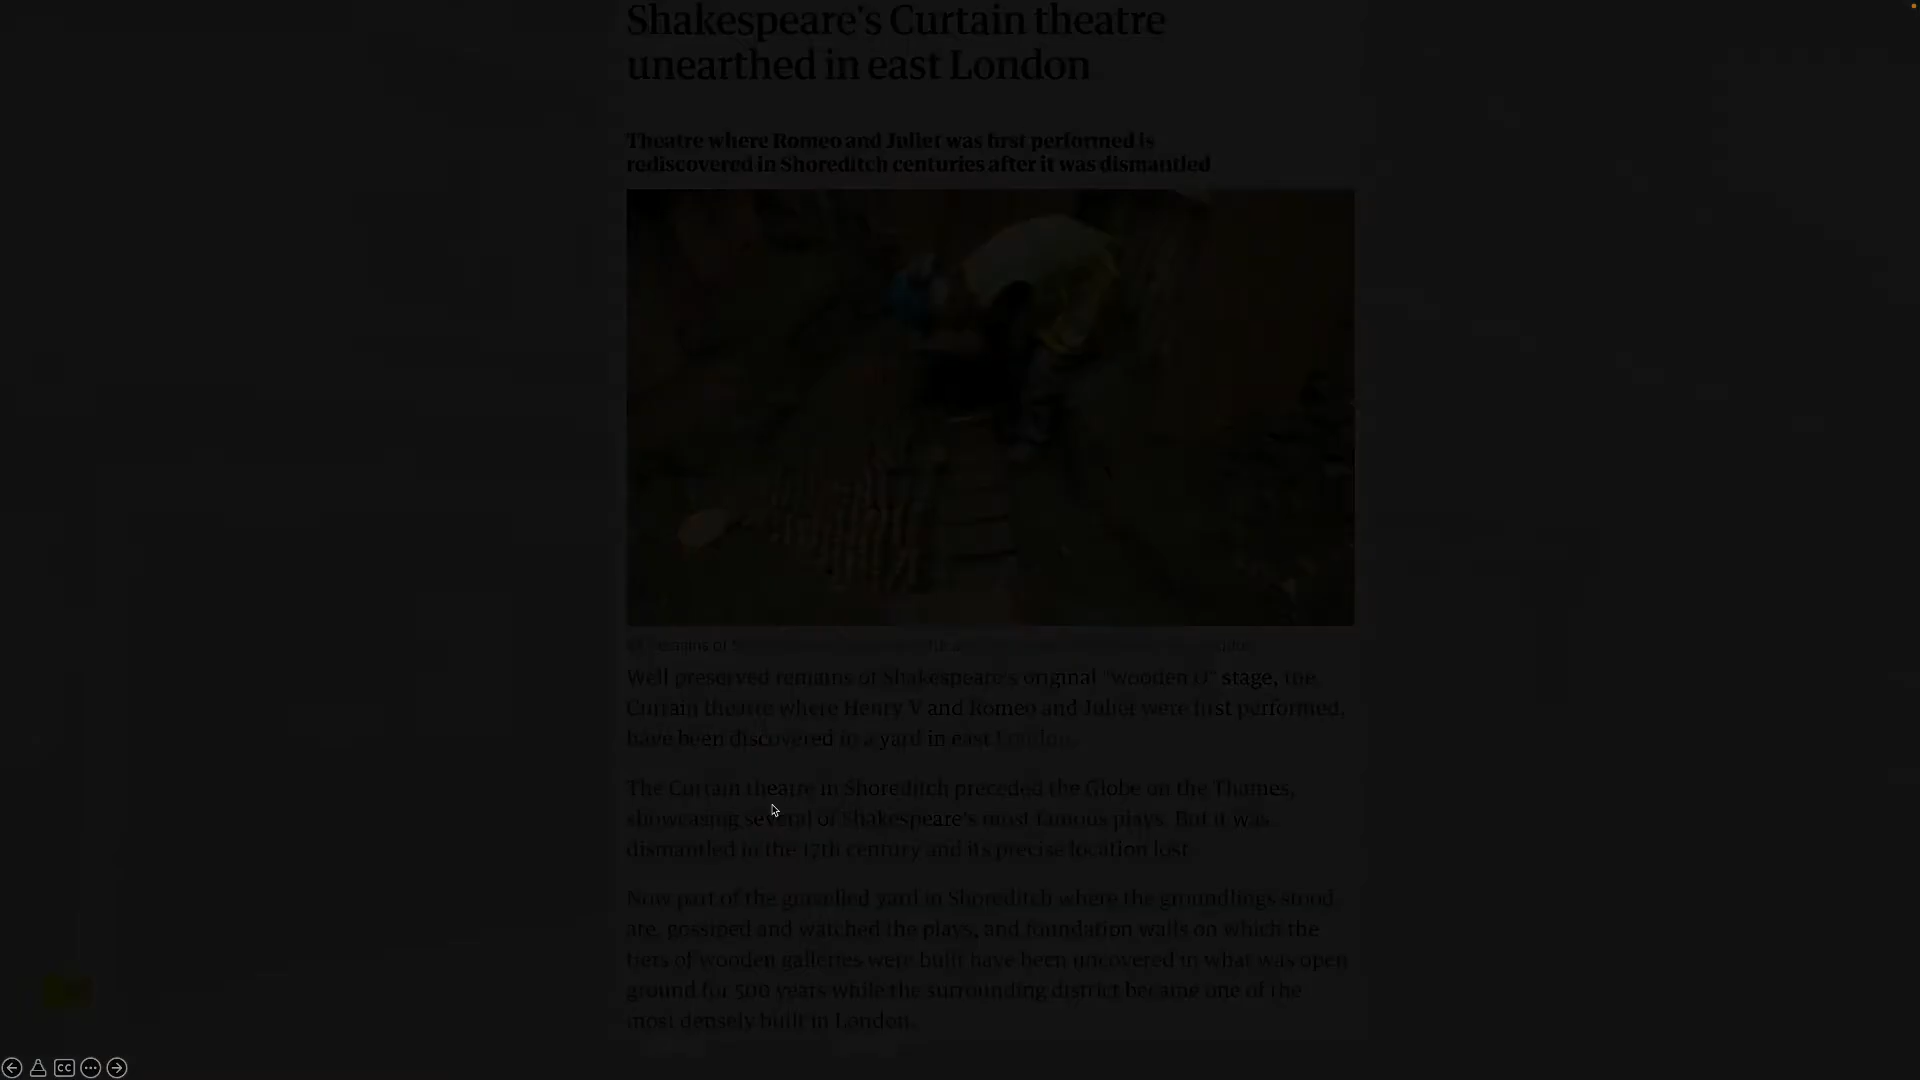 Shakespeare's Curtain theatre
unearthed in east London
Theatre where Romeo and Juliet was first performed is
rediscovered in Shoreditch centuries after it was dismantled
Well preserved remains of Shakespeare's original "wooden O" stage, the
Curtain theatre where Henry V and Romeo and Juliet were first performed,
have been discovered in a yard in east London.
The Curtain theatre in Shoreditch preceded the Globe on the Thames,
showcasing several of Shakespeare's most famous plays. But it was
dismantled in the 17th century and its precise location lost.
Now part of the gravelled yard in Shoreditch where the groundlings stood,
ate, gossiped and watched the plays, and foundation walls on which the
tiers of wooden galleries were built have been uncovered in what was open
ground for 500 years while the surrounding district became one of the
most densely built in London.
CC